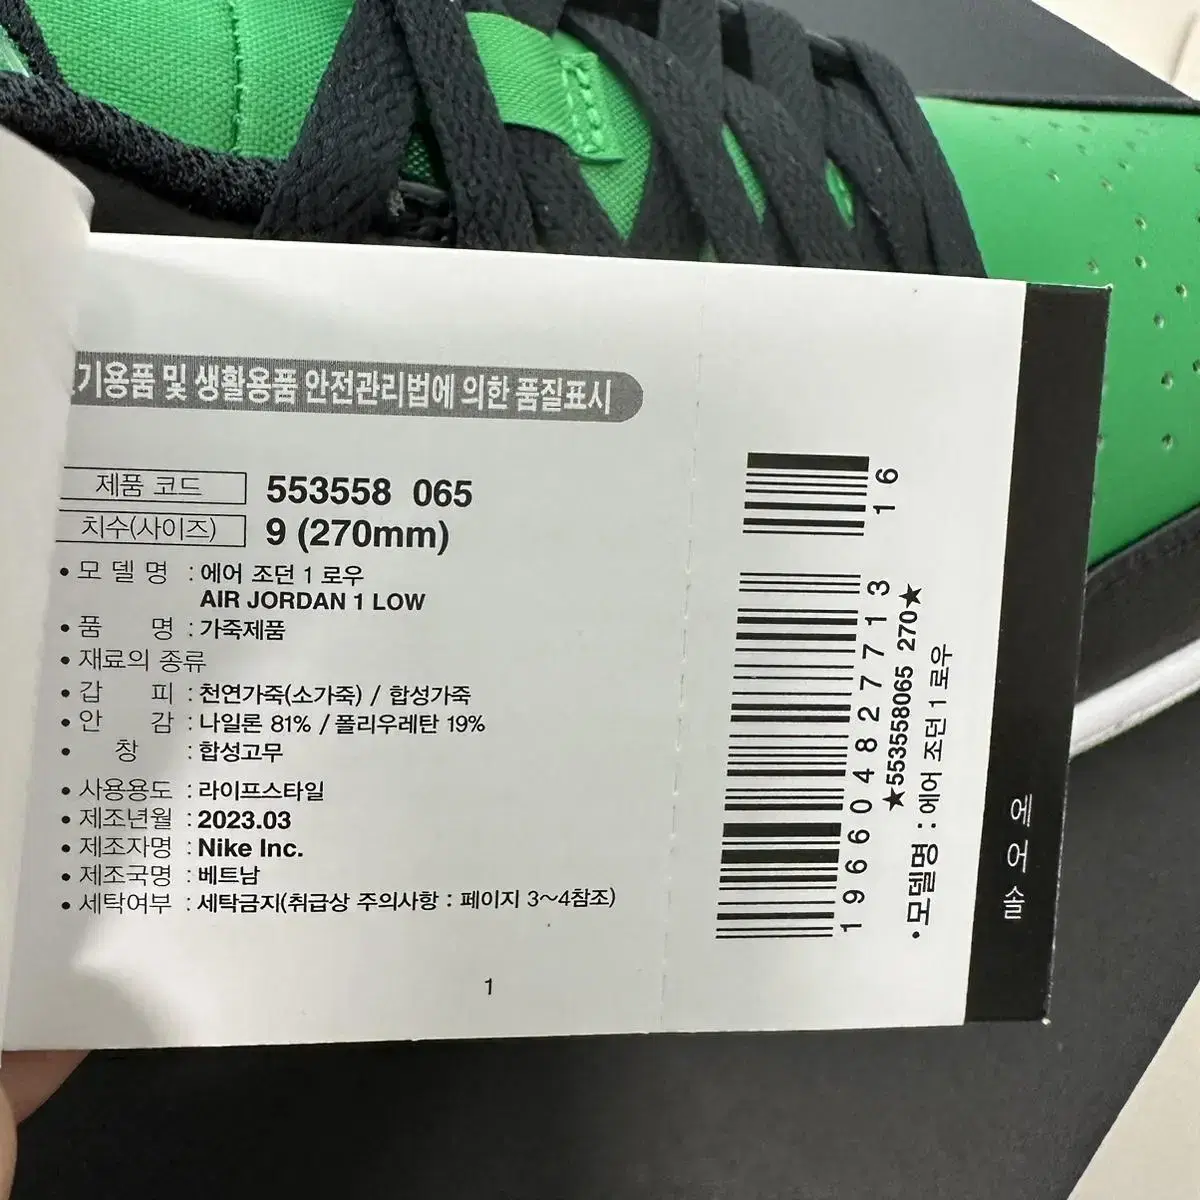 기용품 및 생활용품 안전관리법에 의한 품질표시
제품 코드 553558 065
치수(사이즈) 9 (270mm)
• 모 델 명 : 에어 조던 1 로우
AIR JORDAN 1 LOW
• 품 명 : 가죽제품
• 재료의 종류
• 갑 피 : 천연가죽(소가죽) / 합성가죽
• 안 감 : 나일론 81% / 폴리우레탄 19%
• 창 : 합성고무
• 사용용도 : 라이프스타일
• 제조년월 : 2023.03
• 제조자명 : Nike Inc.
• 제조국명 : 베트남
• 세탁여부 : 세탁금지(취급상 주의사항 : 페이지 3~4참조)
1
196604827713
16
★553558065 270★
•모델명 : 에어 조던 1 로우
에어솔